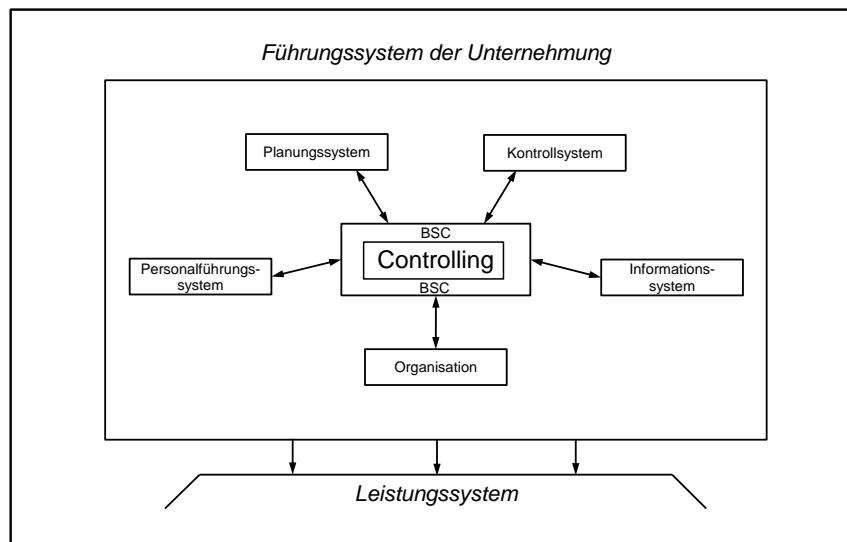 Führungssystem der Unternehmung
Planungssystem
Kontrollsystem
BSC
Controlling
BSC
Personalführungs-
system
Informations-
system
Organisation
Leistungssystem